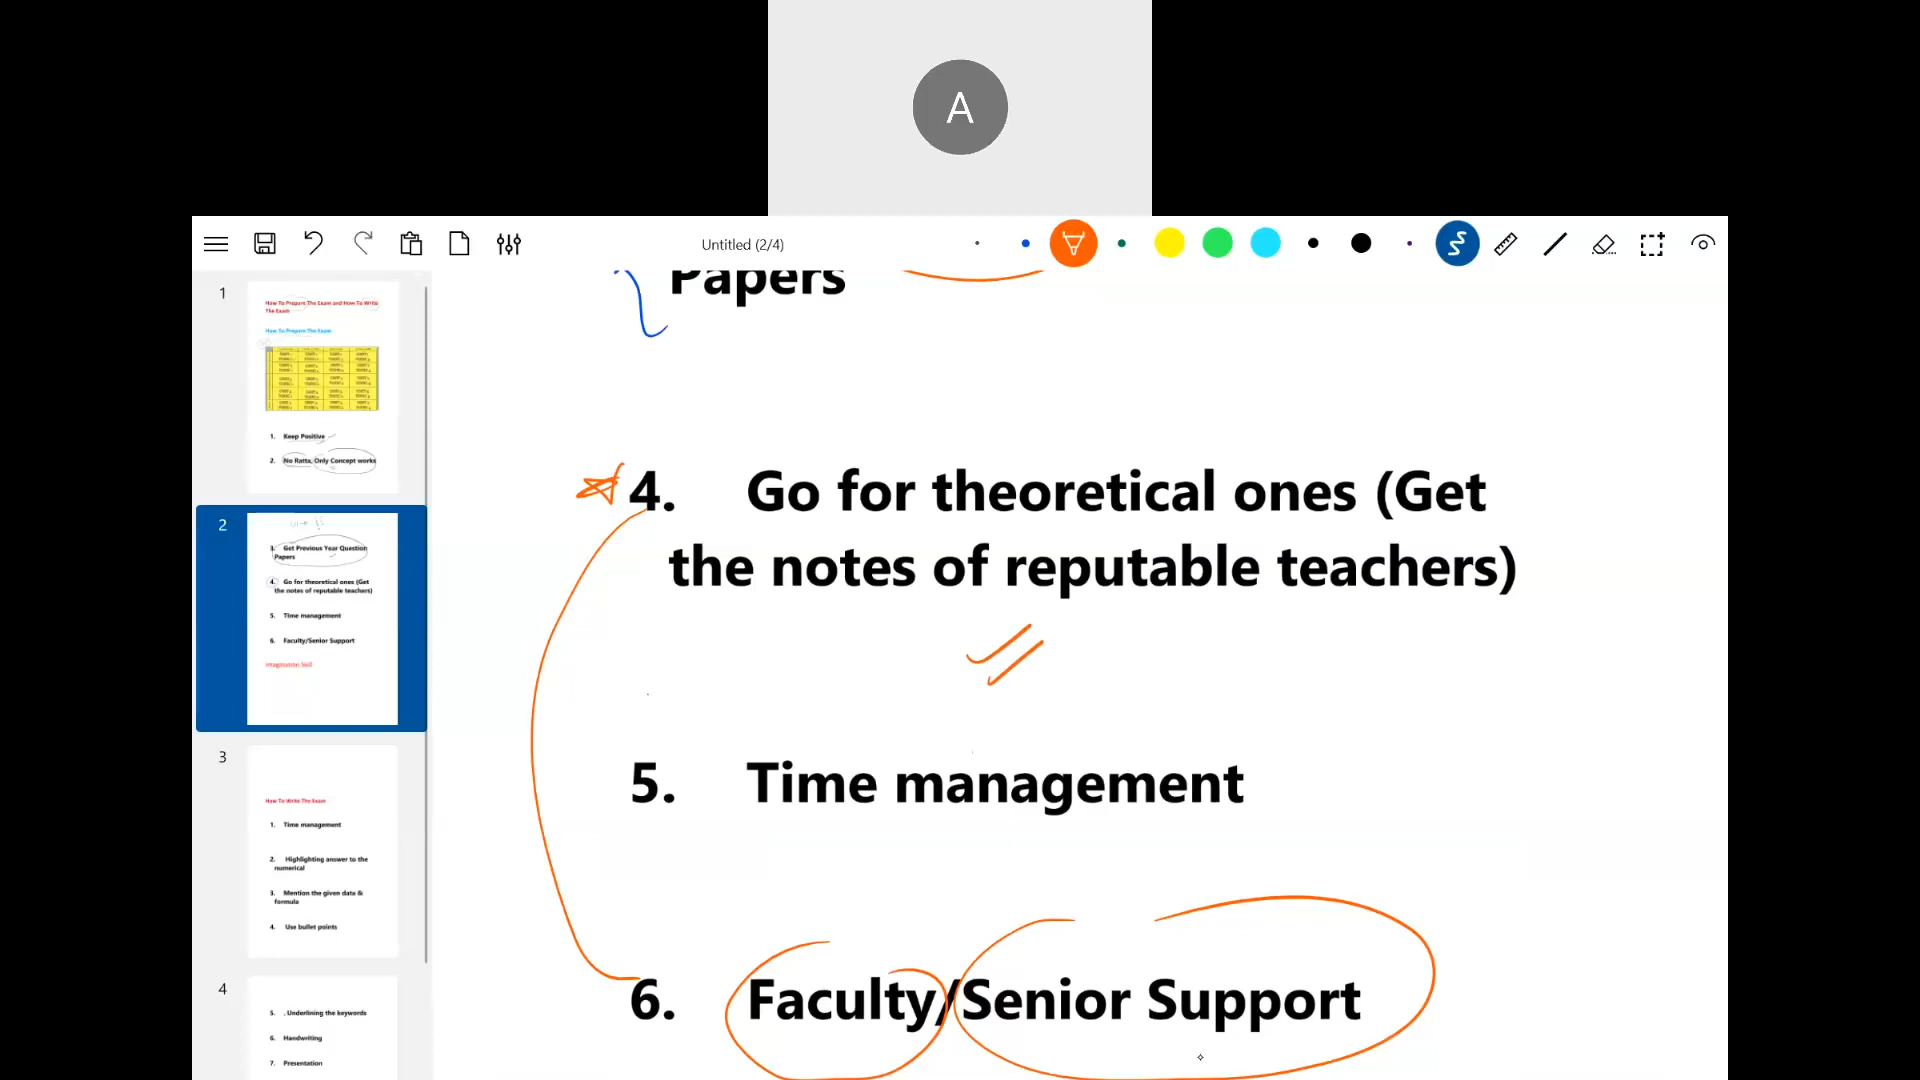 A
Untitled (2/4)
1
How To Prepare The Exam and How To Write
The Exam
How To Prepare The Exam
1. Keep Positive
2. No Ratta, Only Concept works
2
3. Get Previous Year Question
Papers
4. Go for theoretical ones (Get
the notes of reputable teachers)
5. Time management
6. Faculty/Senior Support
Imagination Skill
3
How To Write The Exam
1. Time management
2. Highlighting answer to the
numerical
3. Mention the given data &
formula
4. Use bullet points
4
5. . Underlining the keywords
6. Handwriting
7. Presentation
Papers
4. Go for theoretical ones (Get
the notes of reputable teachers)
5. Time management
6. Faculty/Senior Support